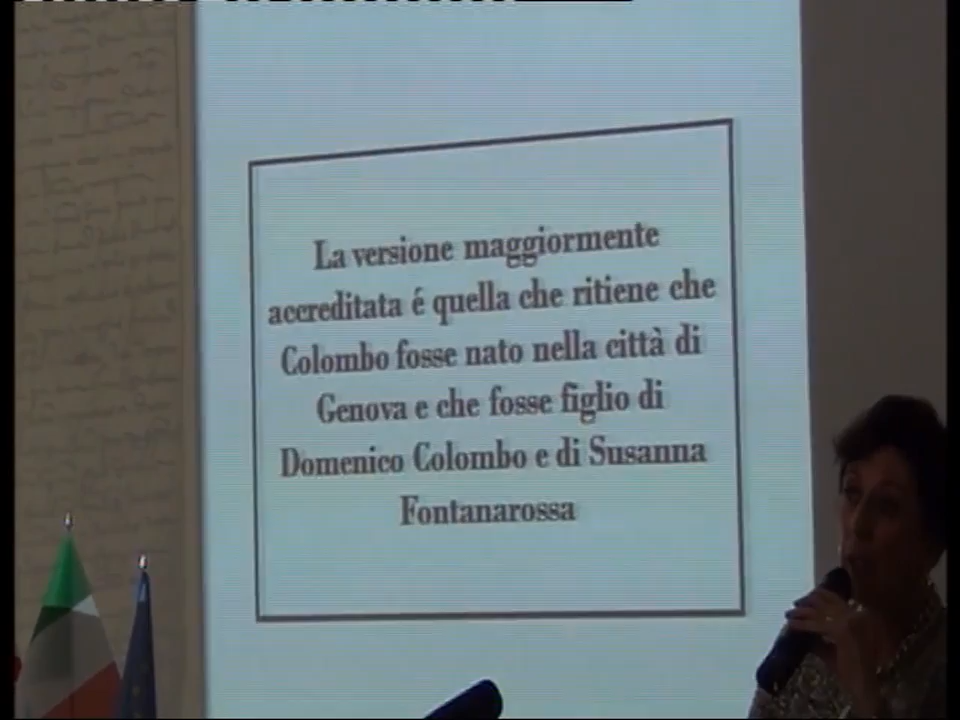 La versione maggiormente
accreditata é quella che ritiene che
Colombo fosse nato nella città di
Genova e che fosse figlio di
Domenico Colombo e di Susanna
Fontanarossa